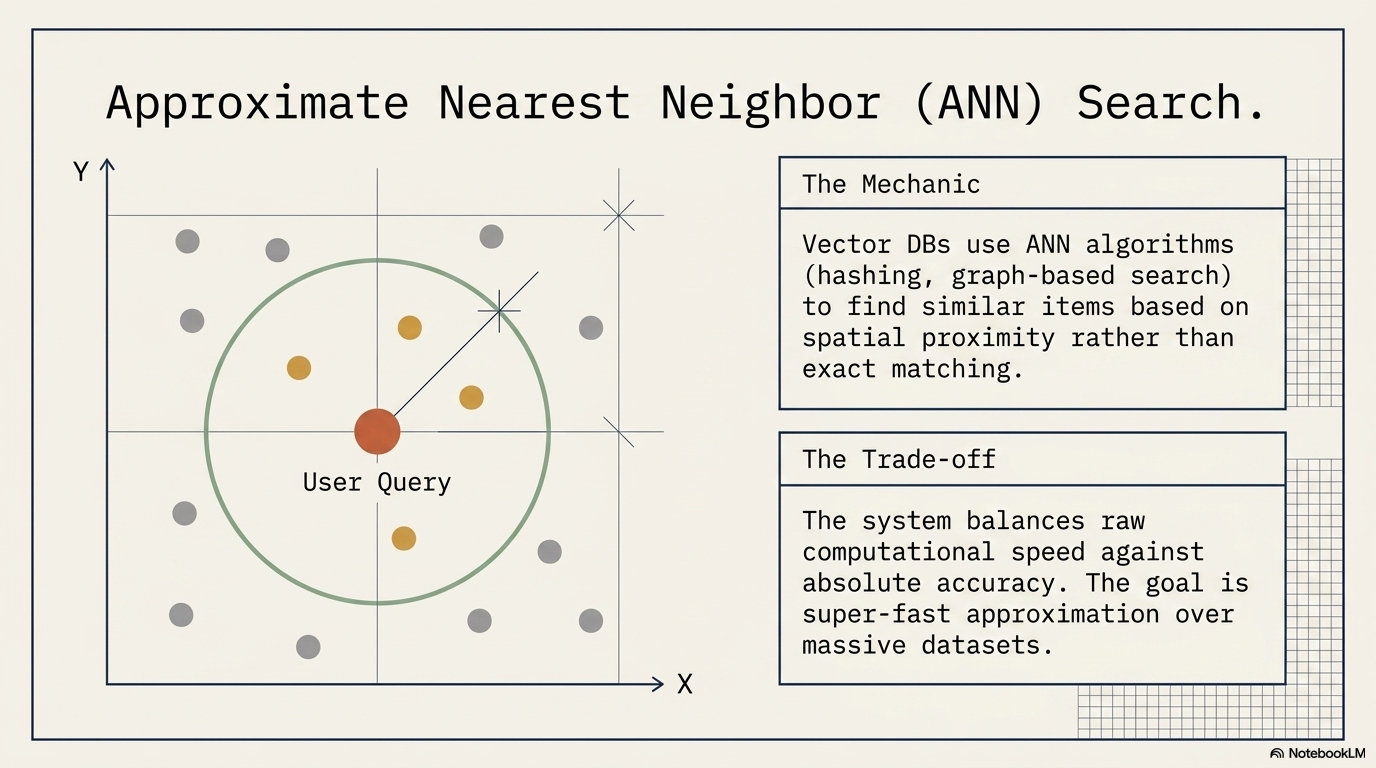 Approximate Nearest Neighbor (ANN) Search.
Y
User Query
X
The Mechanic
Vector DBs use ANN algorithms
(hashing, graph-based search)
to find similar items based on
spatial proximity rather than
exact matching.
The Trade-off
The system balances raw
computational speed against
absolute accuracy. The goal is
super-fast approximation over
massive datasets.
NotebookLM